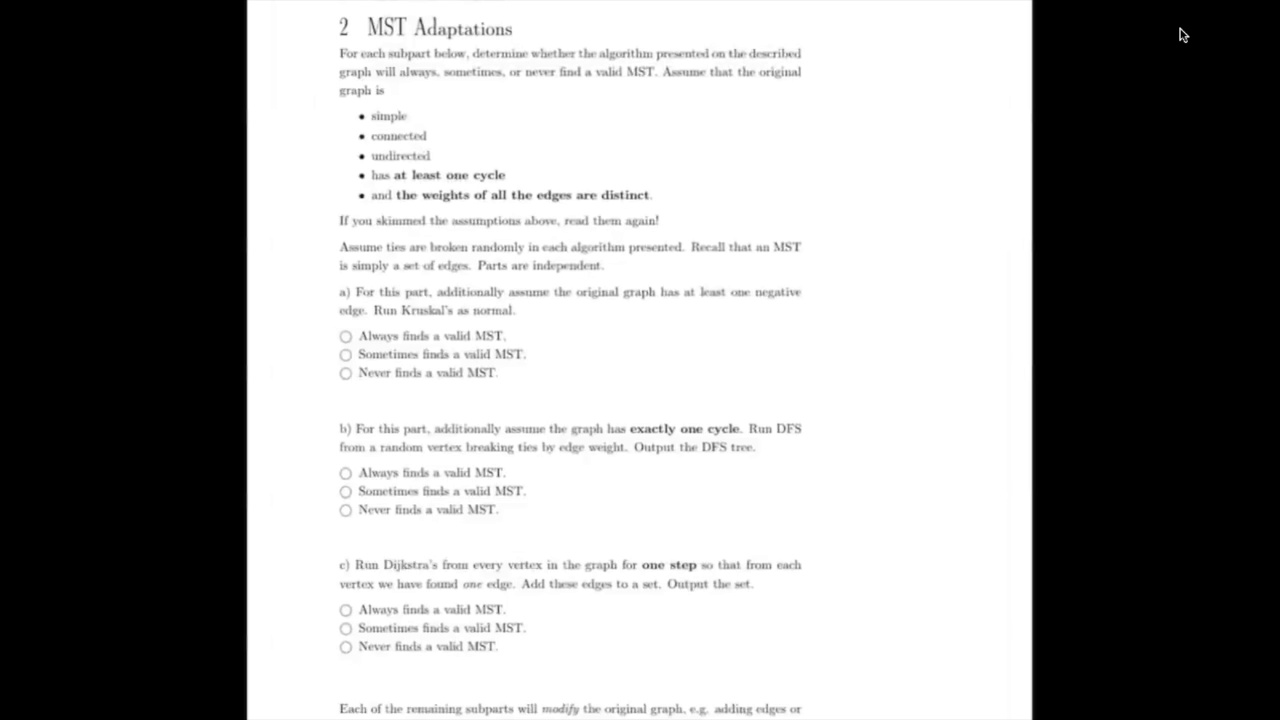 2 MST Adaptations
For each subpart below, determine whether the algorithm presented on the described
graph will always, sometimes, or never find a valid MST. Assume that the original
graph is
• simple
• connected
• undirected
• has at least one cycle
• and the weights of all the edges are distinct.
If you skimmed the assumptions above, read them again!
Assume ties are broken randomly in each algorithm presented. Recall that an MST
is simply a set of edges. Parts are independent.
a) For this part, additionally assume the original graph has at least one negative
edge. Run Kruskal's as normal.
○ Always finds a valid MST.
○ Sometimes finds a valid MST.
○ Never finds a valid MST.
b) For this part, additionally assume the graph has exactly one cycle. Run DFS
from a random vertex breaking ties by edge weight. Output the DFS tree.
○ Always finds a valid MST.
○ Sometimes finds a valid MST.
○ Never finds a valid MST.
c) Run Dijkstra's from every vertex in the graph for one step so that from each
vertex we have found one edge. Add these edges to a set. Output the set.
○ Always finds a valid MST.
○ Sometimes finds a valid MST.
○ Never finds a valid MST.
Each of the remaining subparts will modify the original graph, e.g. adding edges or